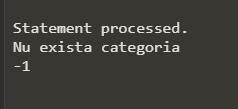 Statement processed.
Nu exista categoria
-1